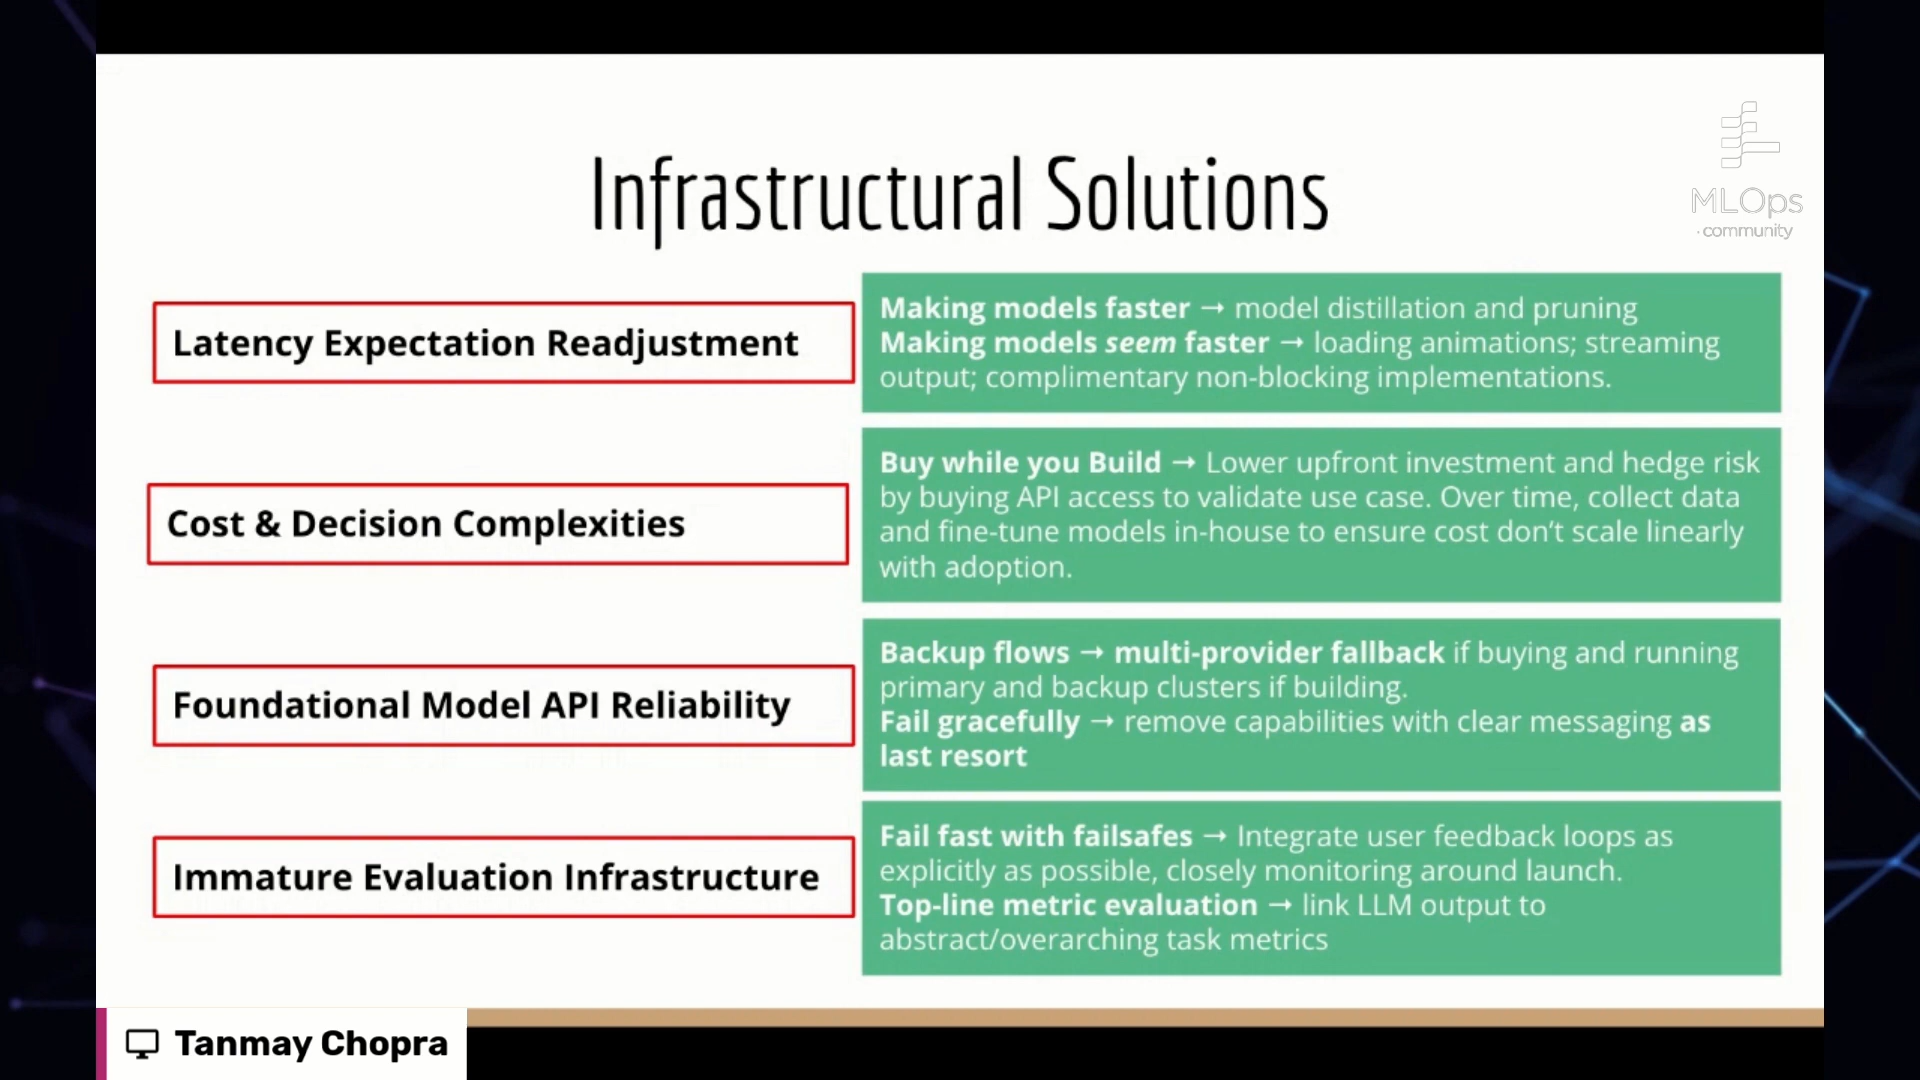 Infrastructural Solutions
MLOps
.community
Latency Expectation Readjustment
Making models faster → model distillation and pruning
Making models seem faster → loading animations; streaming
output; complimentary non-blocking implementations.
Cost & Decision Complexities
Buy while you Build → Lower upfront investment and hedge risk
by buying API access to validate use case. Over time, collect data
and fine-tune models in-house to ensure cost don't scale linearly
with adoption.
Foundational Model API Reliability
Backup flows → multi-provider fallback if buying and running
primary and backup clusters if building.
Fail gracefully → remove capabilities with clear messaging as
last resort
Immature Evaluation Infrastructure
Fail fast with failsafes → Integrate user feedback loops as
explicitly as possible, closely monitoring around launch.
Top-line metric evaluation → link LLM output to
abstract/overarching task metrics
Tanmay Chopra